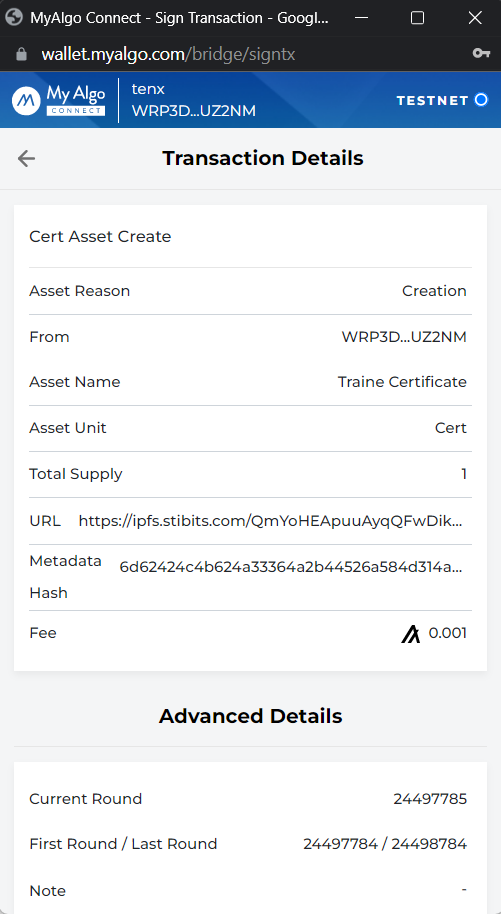 MyAlgo Connect - Sign Transaction - Googl...
wallet.myalgo.com/bridge/signtx
My Algo CONNECT
tenx
WRP3D...UZ2NM
TESTNET
Transaction Details
Cert Asset Create
Asset Reason Creation
From WRP3D...UZ2NM
Asset Name Traine Certificate
Asset Unit Cert
Total Supply 1
URL https://ipfs.stibits.com/QmYoHEApuuAyqQFwDik...
Metadata Hash 6d62424c4b624a33364a2b44526a584d314a...
Fee 0.001
Advanced Details
Current Round 24497785
First Round / Last Round 24497784 / 24498784
Note -